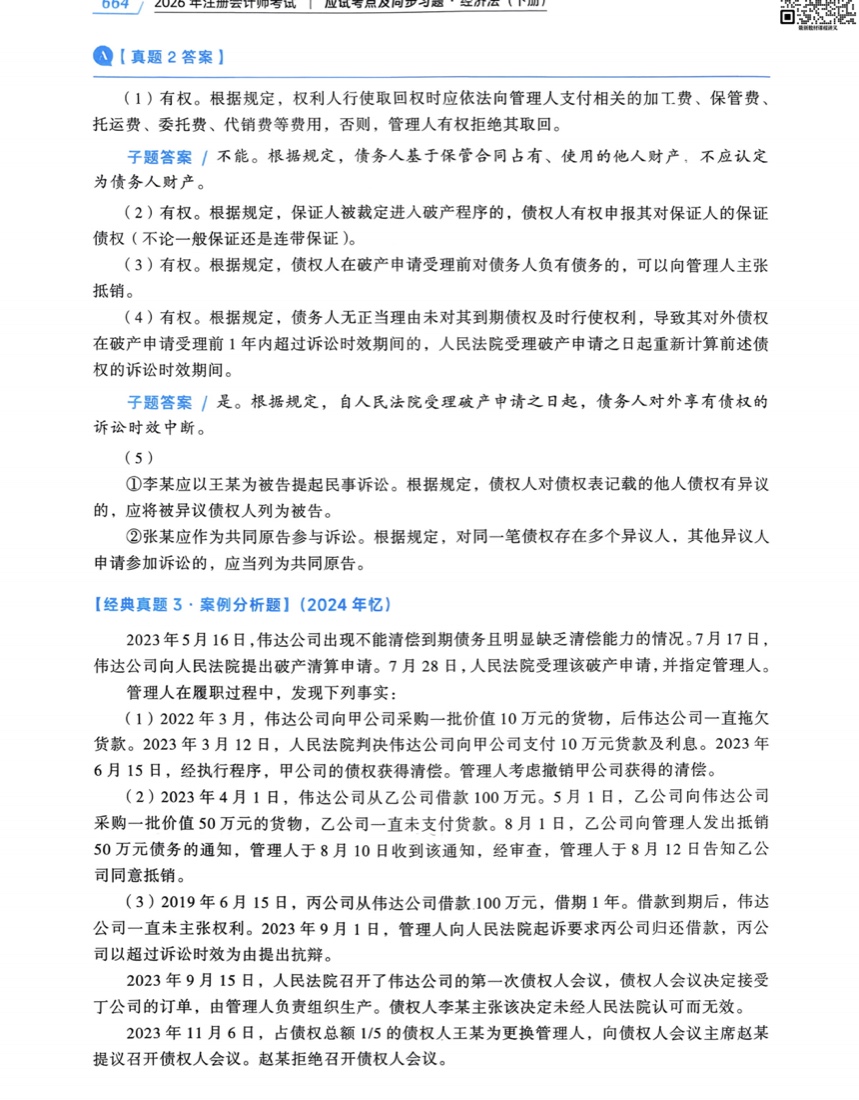 664 2026年注册会计师考试 | 应试考点及同步习题·经济法（下册）
【真题2答案】
（1）有权。根据规定，权利人行使取回权时应依法向管理人支付相关的加工费、保管费、
托运费、委托费、代销费等费用，否则，管理人有权拒绝其取回。
子题答案 / 不能。根据规定，债务人基于保管合同占有、使用的他人财产，不应认定
为债务人财产。
（2）有权。根据规定，保证人被裁定进入破产程序的，债权人有权申报其对保证人的保证
债权（不论一般保证还是连带保证）。
（3）有权。根据规定，债权人在破产申请受理前对债务人负有债务的，可以向管理人主张
抵销。
（4）有权。根据规定，债务人无正当理由未对其到期债权及时行使权利，导致其对外债权
在破产申请受理前1年内超过诉讼时效期间的，人民法院受理破产申请之日起重新计算前述债
权的诉讼时效期间。
子题答案 / 是。根据规定，自人民法院受理破产申请之日起，债务人对外享有债权的
诉讼时效中断。
（5）
①李某应以王某为被告提起民事诉讼。根据规定，债权人对债权表记载的他人债权有异议
的，应将被异议债权人列为被告。
②张某应作为共同原告参与诉讼。根据规定，对同一笔债权存在多个异议人，其他异议人
申请参加诉讼的，应当列为共同原告。
【经典真题3·案例分析题】（2024年忆）
2023年5月16日，伟达公司出现不能清偿到期债务且明显缺乏清偿能力的情况。7月17日，
伟达公司向人民法院提出破产清算申请。7月28日，人民法院受理该破产申请，并指定管理人。
管理人在履职过程中，发现下列事实：
（1）2022年3月，伟达公司向甲公司采购一批价值10万元的货物，后伟达公司一直拖欠
货款。2023年3月12日，人民法院判决伟达公司向甲公司支付10万元货款及利息。2023年
6月15日，经执行程序，甲公司的债权获得清偿。管理人考虑撤销甲公司获得的清偿。
（2）2023年4月1日，伟达公司从乙公司借款100万元。5月1日，乙公司向伟达公司
采购一批价值50万元的货物，乙公司一直未支付货款。8月1日，乙公司向管理人发出抵销
50万元债务的通知，管理人于8月10日收到该通知，经审查，管理人于8月12日告知乙公
司同意抵销。
（3）2019年6月15日，丙公司从伟达公司借款100万元，借期1年。借款到期后，伟达
公司一直未主张权利。2023年9月1日，管理人向人民法院起诉要求丙公司归还借款，丙公
司以超过诉讼时效为由提出抗辩。
2023年9月15日，人民法院召开了伟达公司的第一次债权人会议，债权人会议决定接受
丁公司的订单，由管理人负责组织生产。债权人李某主张该决定未经人民法院认可而无效。
2023年11月6日，占债权总额1/5的债权人王某为更换管理人，向债权人会议主席赵某
提议召开债权人会议。赵某拒绝召开债权人会议。